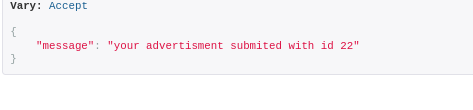 Vary: Accept
{
"message": "your advertisment submited with id 22"
}